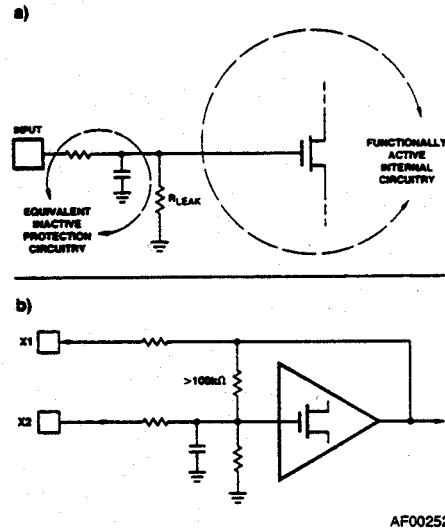 a)
INPUT
FUNCTIONALLY
ACTIVE
INTERNAL
CIRCUITRY
RLEAK
EQUIVALENT
INACTIVE
PROTECTION
CIRCUITRY
b)
X1
>100kΩ
X2